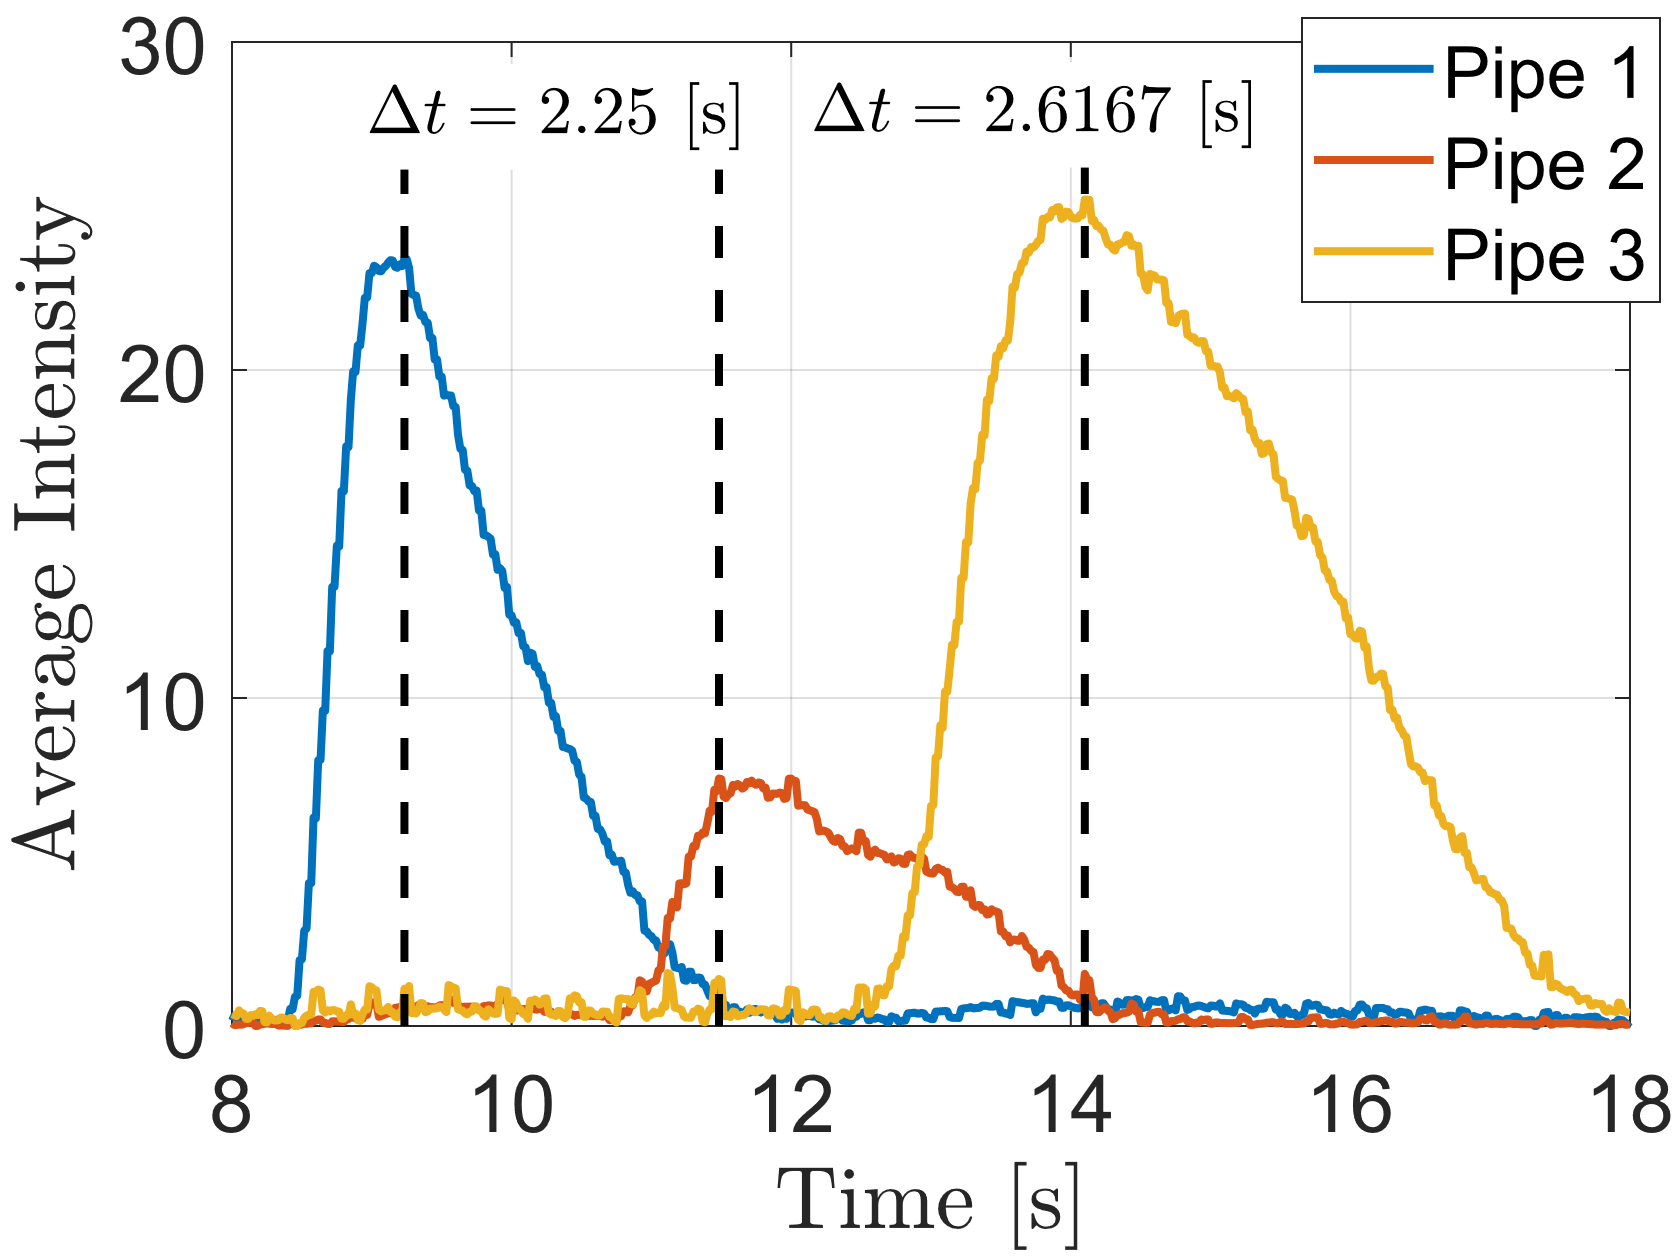 30
Δt = 2.25 [s]
Δt = 2.6167 [s]
Pipe 1
Pipe 2
Pipe 3
20
10
0
Average Intensity
8 10 12 14 16 18
Time [s]